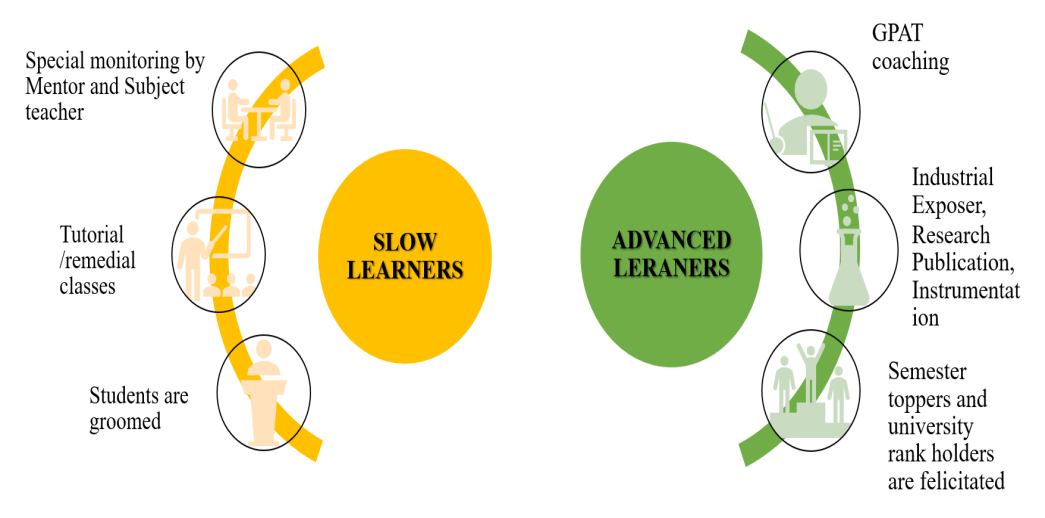 Special monitoring by
Mentor and Subject
teacher
Tutorial
/remedial
classes
Students are
groomed
SLOW
LEARNERS
ADVANCED
LERANERS
GPAT
coaching
Industrial
Exposer,
Research
Publication,
Instrumentat
ion
Semester
toppers and
university
rank holders
are felicitated